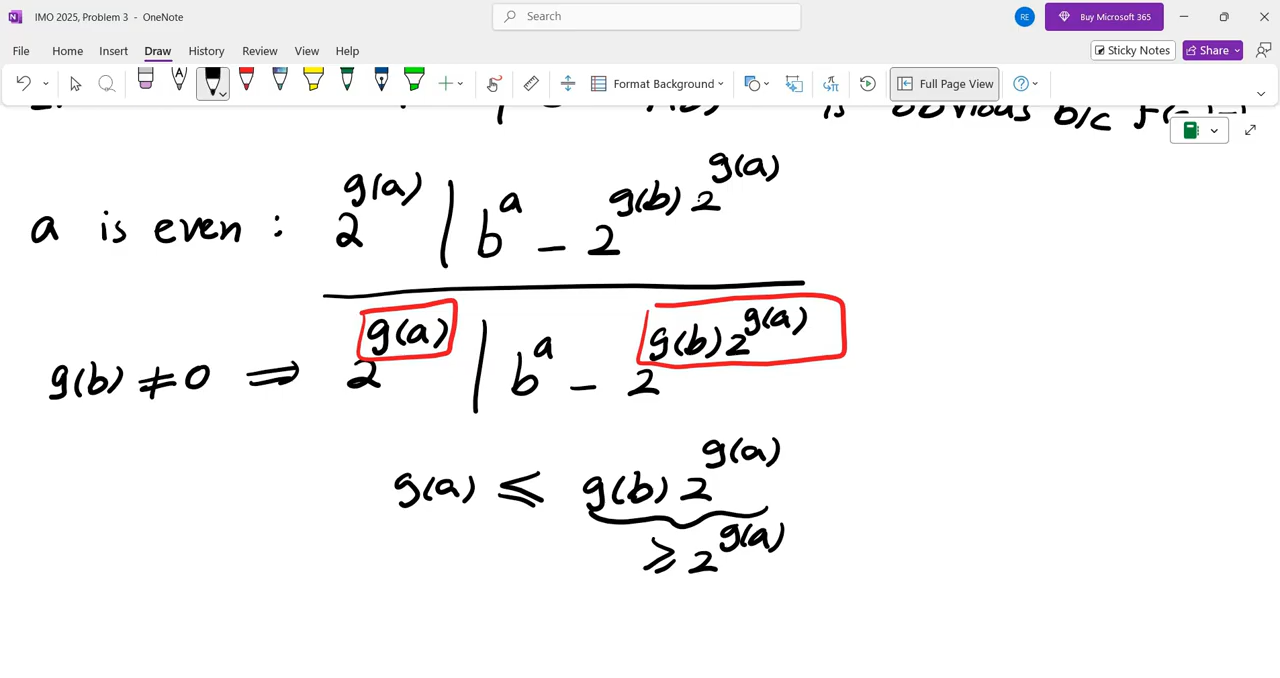 IMO 2025, Problem 3 - OneNote
Search
RE
Buy Microsoft 365
File Home Insert Draw History Review View Help
Sticky Notes
Share
Format Background
Full Page View
is obvious b/c
a is even : 2^{g(a)} | b^a - 2^{g(b) 2^{g(a)}}
g(b) ≠ 0 ⟹ 2^{g(a)} | b^a - 2^{g(b) 2^{g(a)}}
g(a) ≤ g(b) 2^{g(a)}
≥ 2^{g(a)}